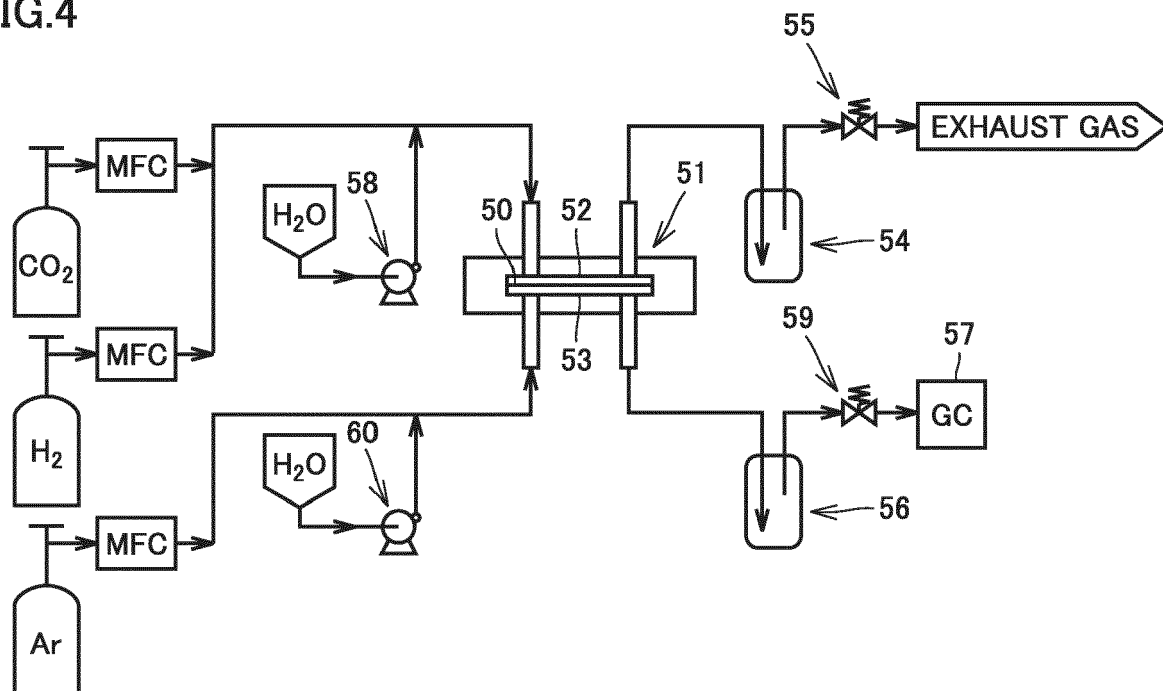 IG.4
55
EXHAUST GAS
MFC
CO₂
H₂O
58
50
52
51
54
53
MFC
59
57
GC
H₂
H₂O
60
56
MFC
Ar